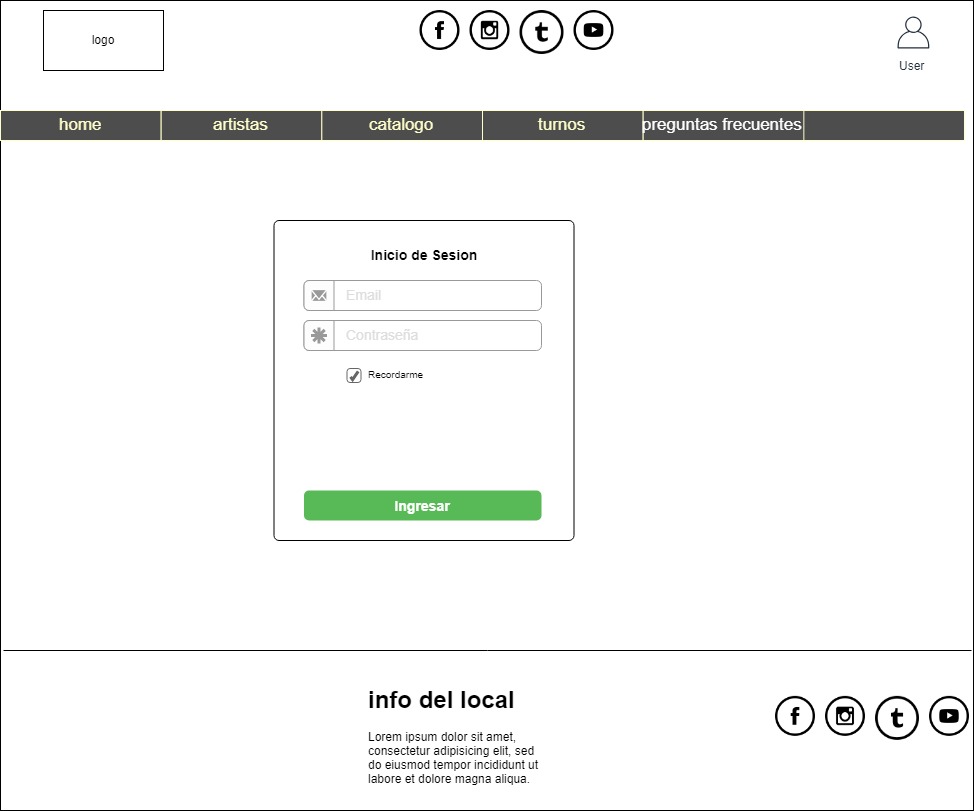 logo
User
home
artistas
catalogo
turnos
preguntas frecuentes
Inicio de Sesion
Email
Contraseña
Recordarme
Ingresar
info del local
Lorem ipsum dolor sit amet,
consectetur adipisicing elit, sed
do eiusmod tempor incididunt ut
labore et dolore magna aliqua.